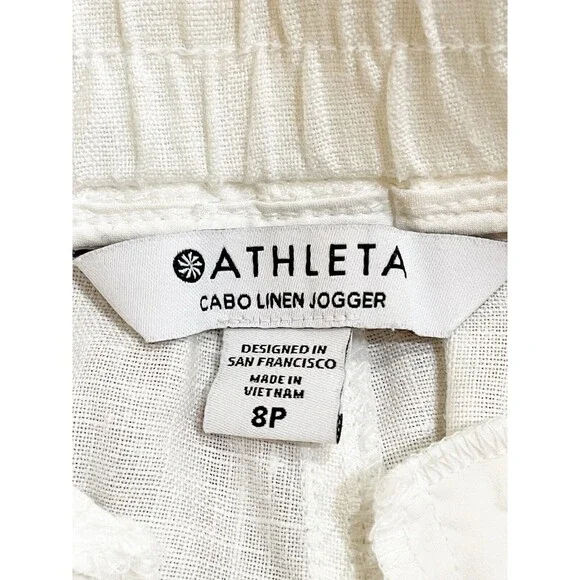 ATHLETA
CABO LINEN JOGGER
DESIGNED IN
SAN FRANCISCO
MADE IN
VIETNAM
8P